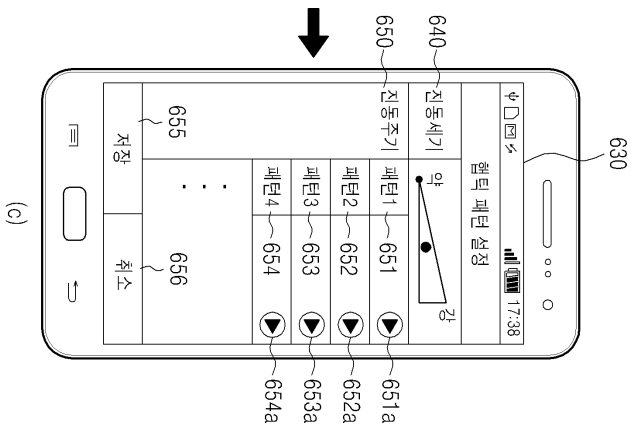 630
17:38
햅틱 패턴 설정
640 진동세기 약 강
650 진동주기 패턴1 651 651a
패턴2 652 652a
패턴3 653 653a
패턴4 654 654a
655 656
저장 취소
(c)